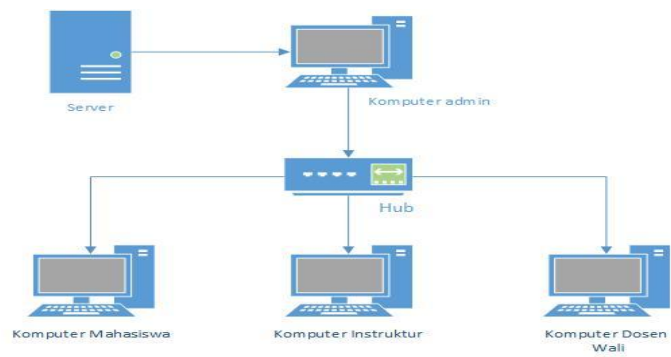 Server
Komputer admin
Hub
Komputer Mahasiswa
Komputer Instruktur
Komputer Dosen
Wali